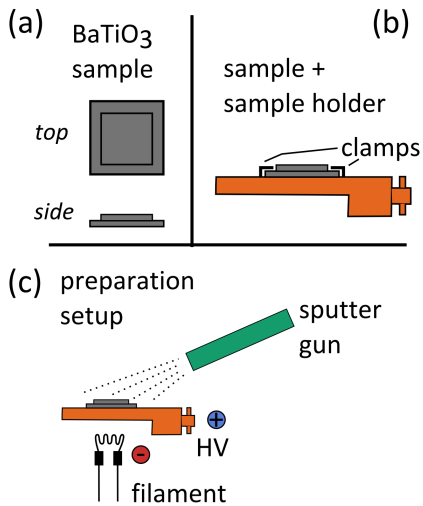 (a)
BaTiO3
sample
top
side
(b)
sample +
sample holder
clamps
(c)
preparation
setup
sputter
gun
+
HV
-
filament